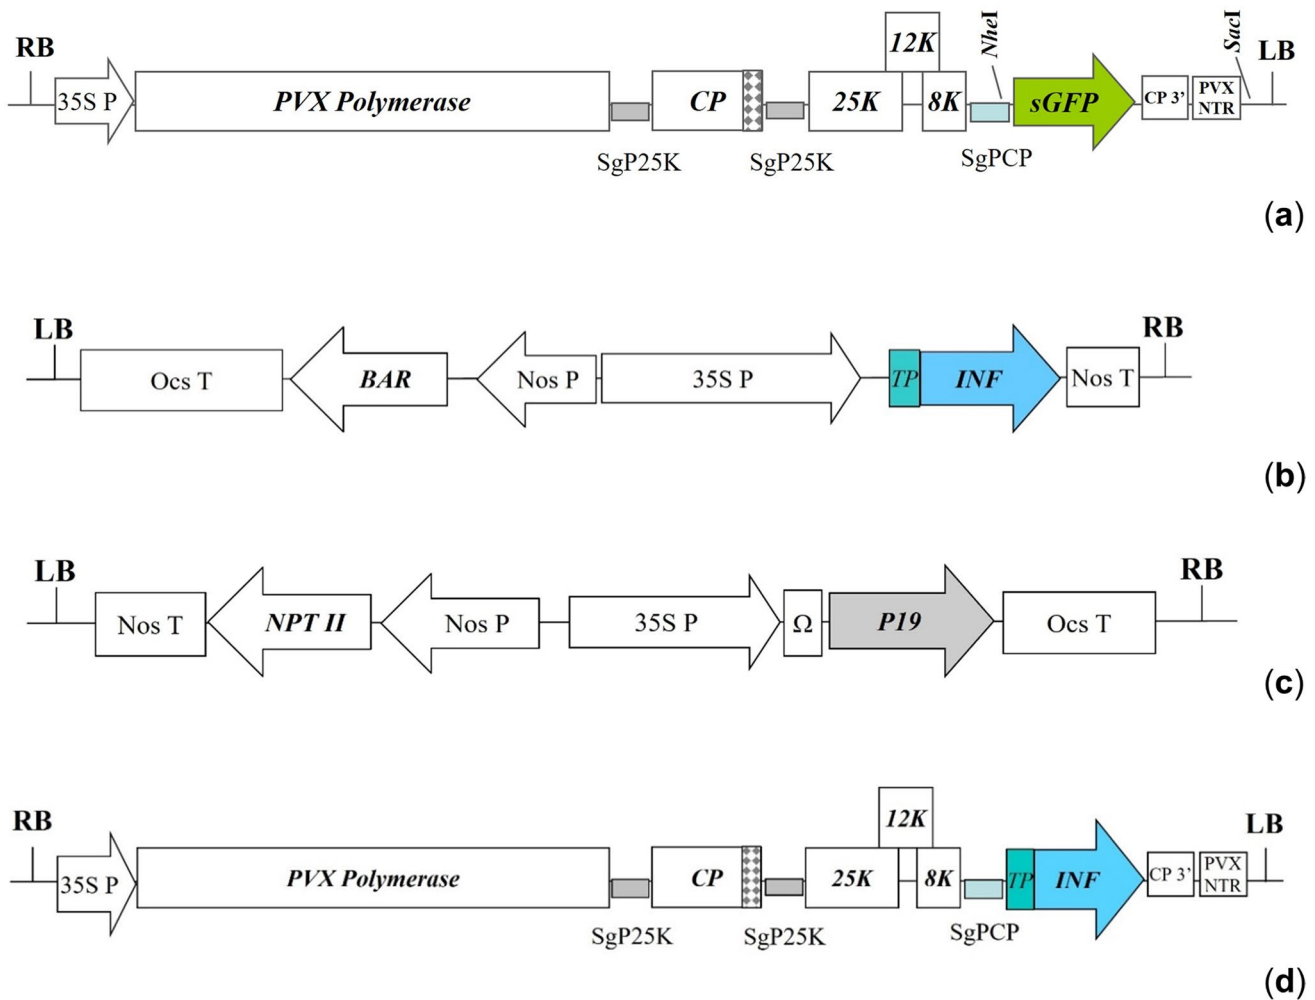 RB
35S P
PVX Polymerase
SgP25K
CP
SgP25K
25K
12K
8K
SgPCP
NheI
sGFP
CP 3’
PVX
NTR
SacI
LB
(a)
LB
Ocs T
BAR
Nos P
35S P
TP
INF
Nos T
RB
(b)
LB
Nos T
NPT II
Nos P
35S P
Ω
P19
Ocs T
RB
(c)
RB
35S P
PVX Polymerase
SgP25K
CP
SgP25K
25K
12K
8K
SgPCP
TP
INF
CP 3’
PVX
NTR
LB
(d)